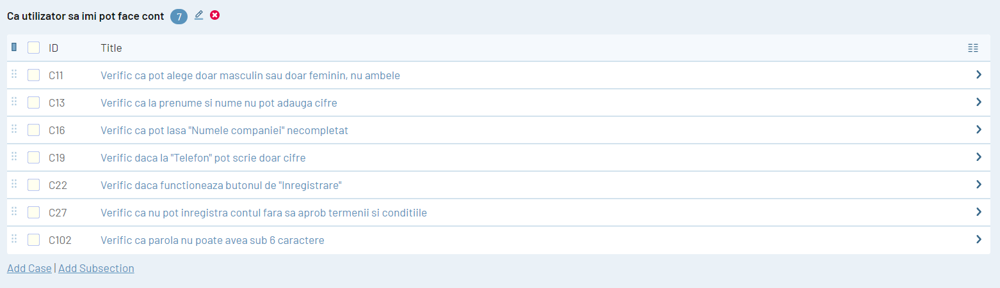 Ca utilizator sa imi pot face cont 7
ID Title
C11 Verific ca pot alege doar masculin sau doar feminin, nu ambele
C13 Verific ca la prenume si nume nu pot adauga cifre
C16 Verific ca pot lasa "Numele companiei" necompletat
C19 Verific daca la "Telefon" pot scrie doar cifre
C22 Verific daca functioneaza butonul de "Inregistrare"
C27 Verific ca nu pot inregistra contul fara sa aprob termenii si conditiile
C102 Verific ca parola nu poate avea sub 6 caractere
Add Case | Add Subsection